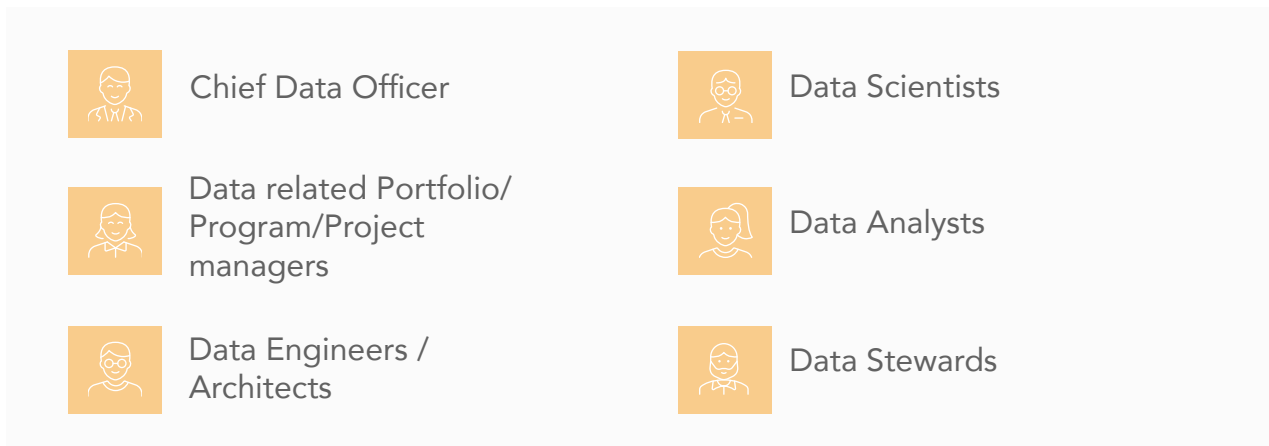 Chief Data Officer
Data related Portfolio/
Program/Project
managers
Data Engineers /
Architects
Data Scientists
Data Analysts
Data Stewards